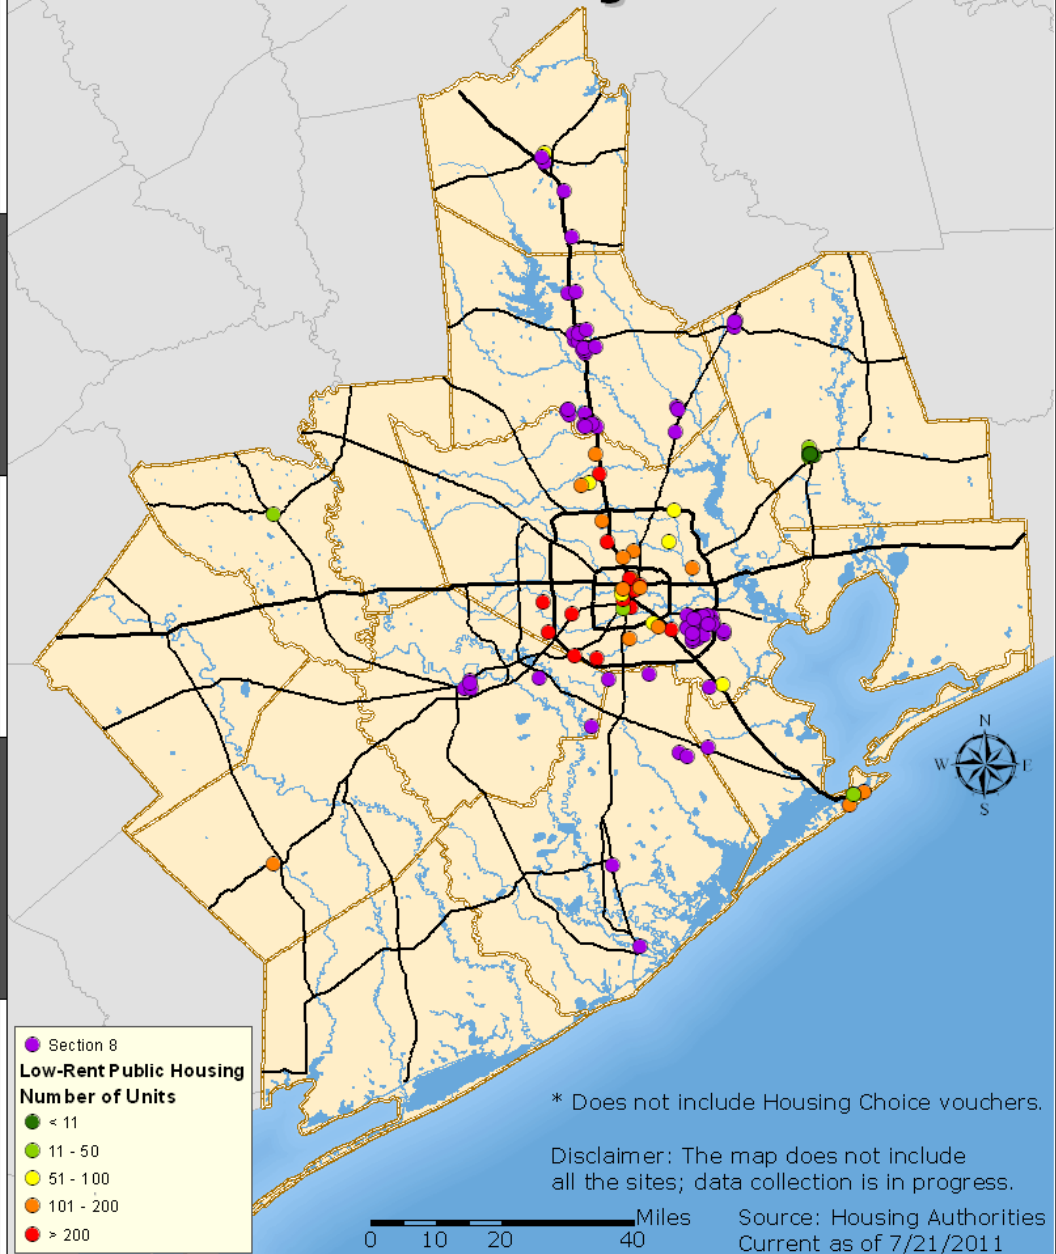 N
W E
S
Section 8
Low-Rent Public Housing
Number of Units
< 11
11 - 50
51 - 100
101 - 200
> 200
* Does not include Housing Choice vouchers.
Disclaimer: The map does not include
all the sites; data collection is in progress.
Miles
0 10 20 40
Source: Housing Authorities
Current as of 7/21/2011